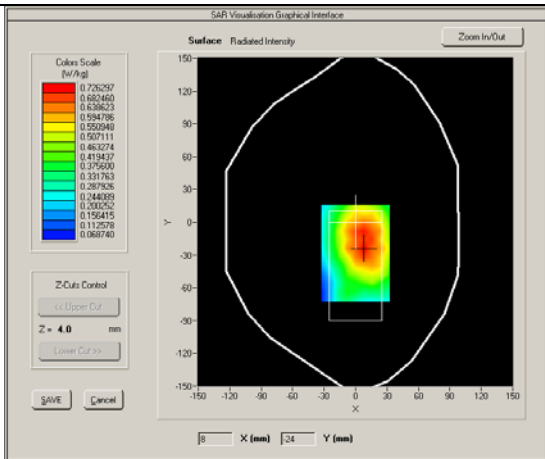 SAR Visualisation Graphical Interface
Surface Radiated Intensity
Zoom In/Out
Colors Scale
(W/kg)
0.726297
0.682460
0.638623
0.594786
0.550948
0.507111
0.463274
0.419437
0.375600
0.331763
0.287926
0.244089
0.200252
0.156415
0.112578
0.068740
Z-Cuts Control
<< Upper Cut
Z = 4.0 mm
Lower Cut >>
SAVE
Cancel
150-
120-
90-
60-
30-
0-
-30-
-60-
-90-
-120-
-150-
Y
-150 -120 -90 -60 -30 0 30 60 90 120 150
X
8 X (mm) -24 Y (mm)